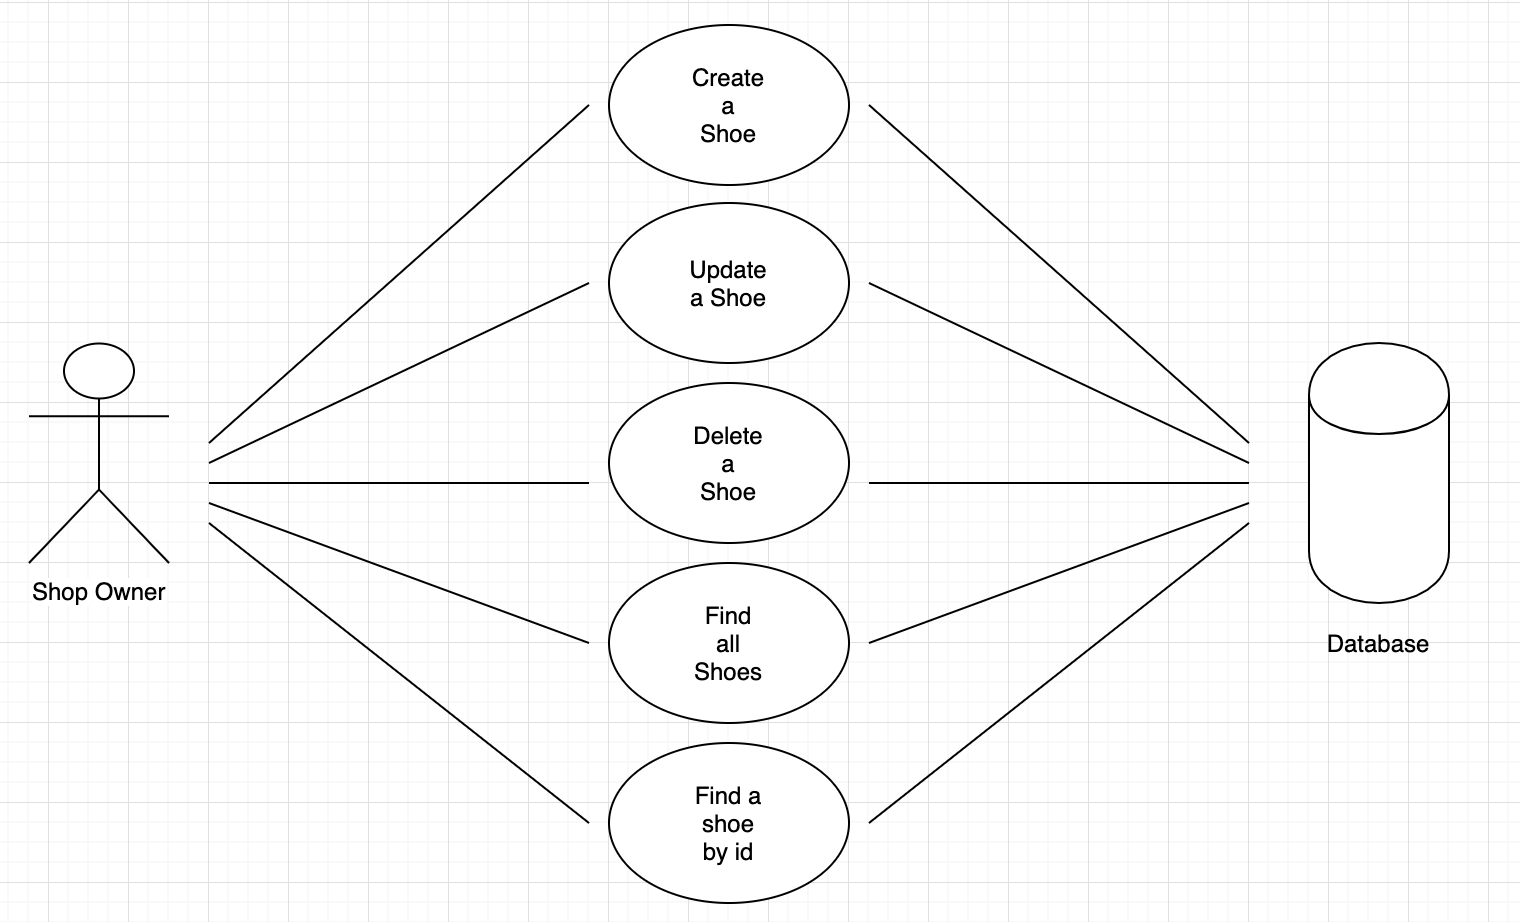 Create
a
Shoe
Update
a Shoe
Delete
a
Shoe
Shop Owner
Find
all
Shoes
Database
Find a
shoe
by id